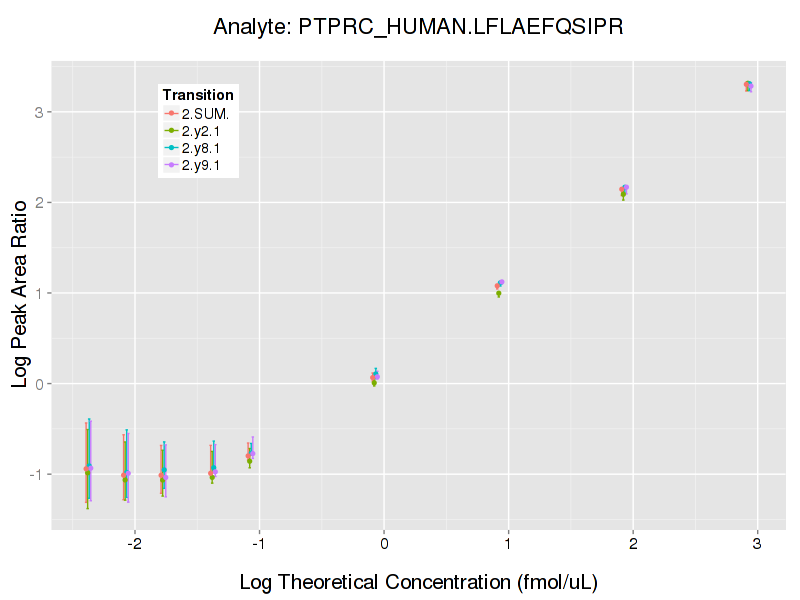 Analyte: PTPRC_HUMAN.LFLAEFQSIPR
Transition
2.SUM.
2.y2.1
2.y8.1
2.y9.1
Log Peak Area Ratio
3
2
1
0
-1
-2 -1 0 1 2 3
Log Theoretical Concentration (fmol/uL)